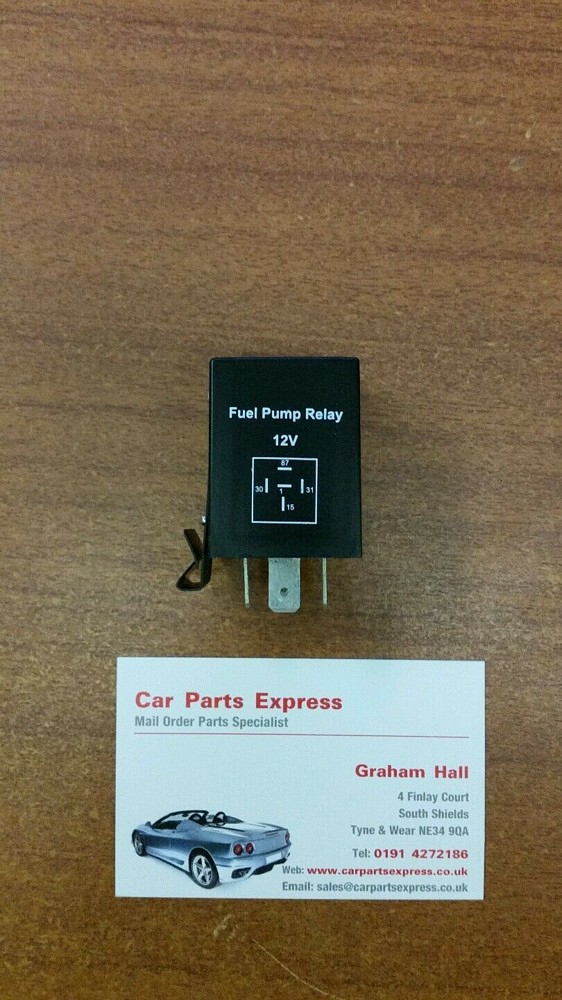 Fuel Pump Relay
12V
87
30 1 31
15
Car Parts Express
Mail Order Parts Specialist
Graham Hall
4 Finlay Court
South Shields
Tyne & Wear NE34 9QA
Tel: 0191 4272186
Web: www.carpartsexpress.co.uk
Email: sales@carpartsexpress.co.uk